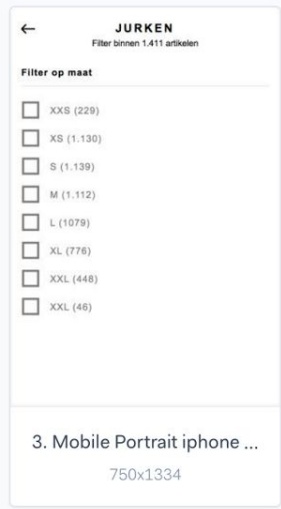 JURKEN
Filter binnen 1.411 artikelen
Filter op maat
XXS (229)
XS (1.130)
S (1.139)
M (1.112)
L (1079)
XL (776)
XXL (448)
XXL (46)
3. Mobile Portrait iphone ...
750x1334